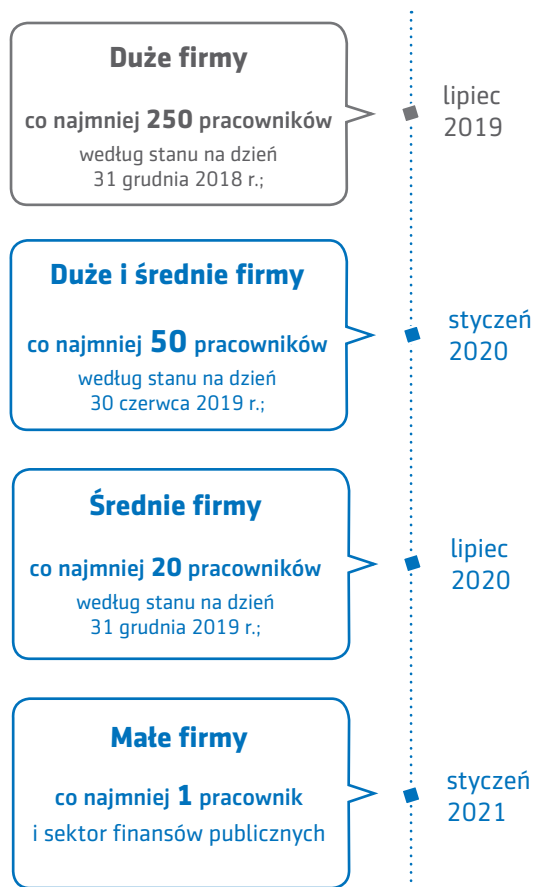 Duże firmy
co najmniej 250 pracowników
według stanu na dzień
31 grudnia 2018 r.;
lipiec
2019
Duże i średnie firmy
co najmniej 50 pracowników
według stanu na dzień
30 czerwca 2019 r.;
styczeń
2020
Średnie firmy
co najmniej 20 pracowników
według stanu na dzień
31 grudnia 2019 r.;
lipiec
2020
Małe firmy
co najmniej 1 pracownik
i sektor finansów publicznych
styczeń
2021